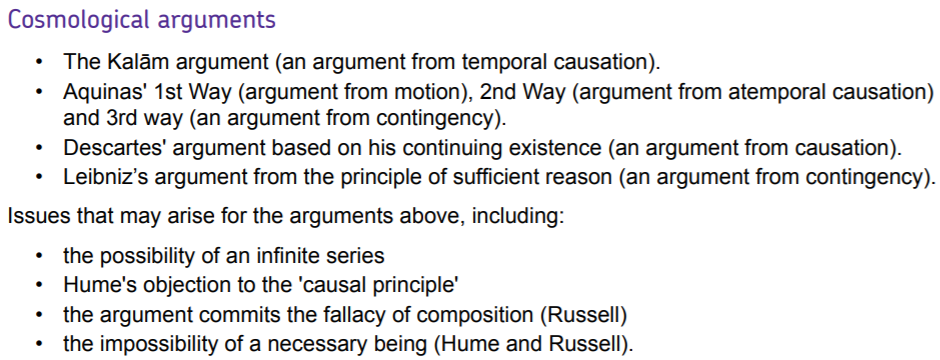 Cosmological arguments
• The Kalām argument (an argument from temporal causation).
• Aquinas' 1st Way (argument from motion), 2nd Way (argument from atemporal causation)
and 3rd way (an argument from contingency).
• Descartes' argument based on his continuing existence (an argument from causation).
• Leibniz’s argument from the principle of sufficient reason (an argument from contingency).
Issues that may arise for the arguments above, including:
• the possibility of an infinite series
• Hume's objection to the 'causal principle'
• the argument commits the fallacy of composition (Russell)
• the impossibility of a necessary being (Hume and Russell).